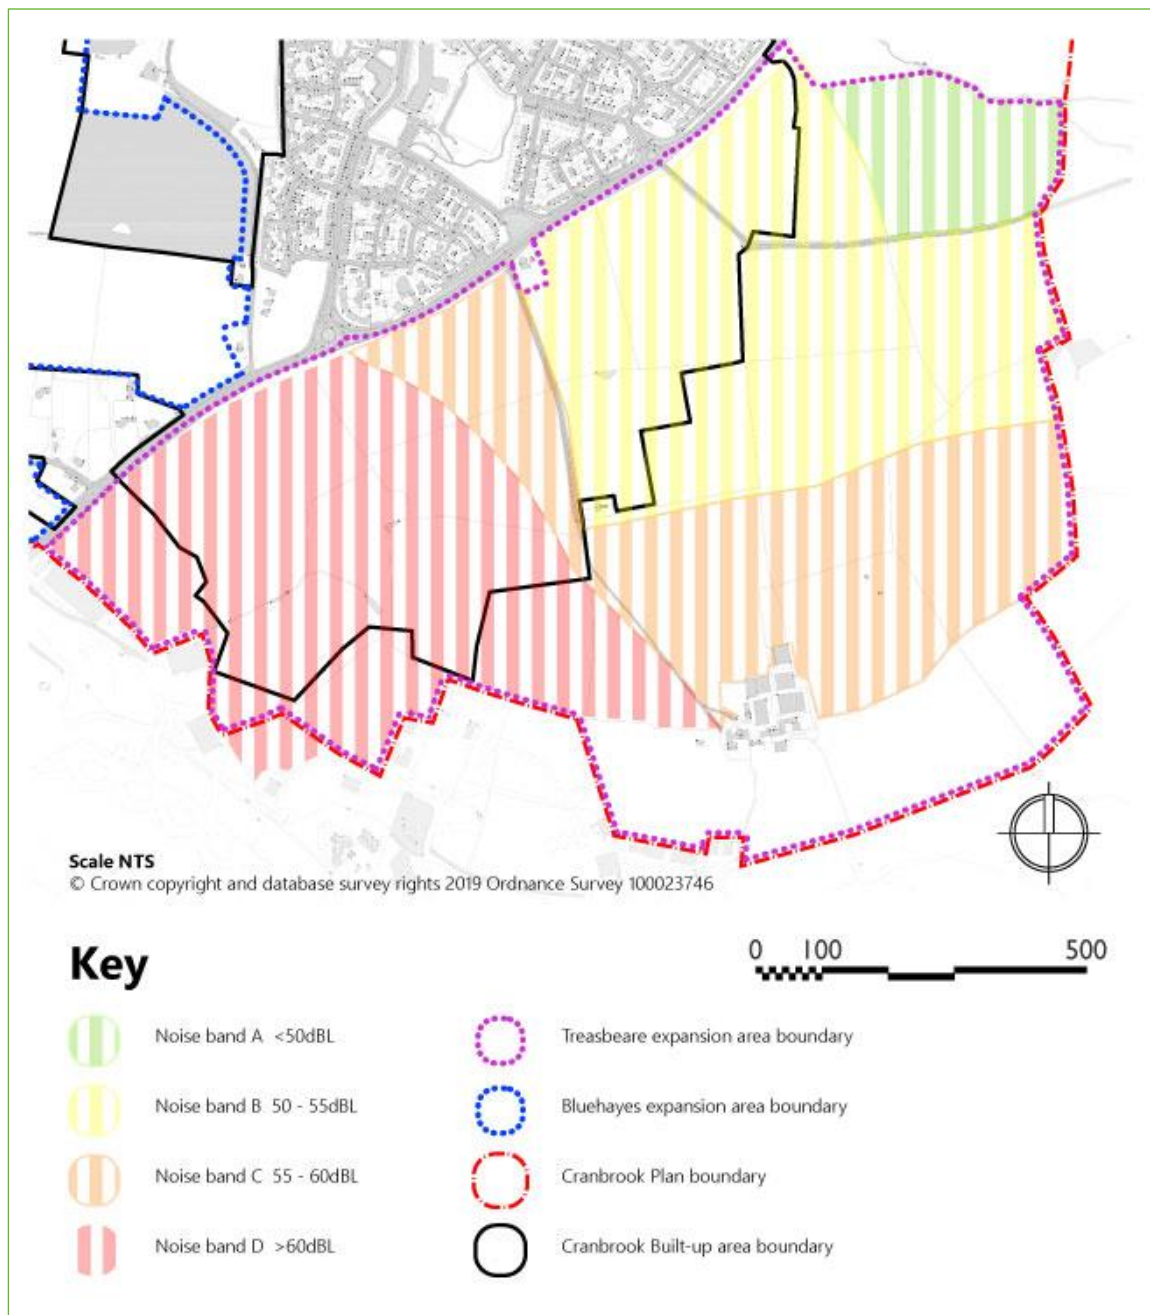 Scale NTS
© Crown copyright and database survey rights 2019 Ordnance Survey 100023746
Key
0 100 500
Noise band A <50dBL
Noise band B 50 - 55dBL
Noise band C 55 - 60dBL
Noise band D >60dBL
Treasbeare expansion area boundary
Bluehayes expansion area boundary
Cranbrook Plan boundary
Cranbrook Built-up area boundary